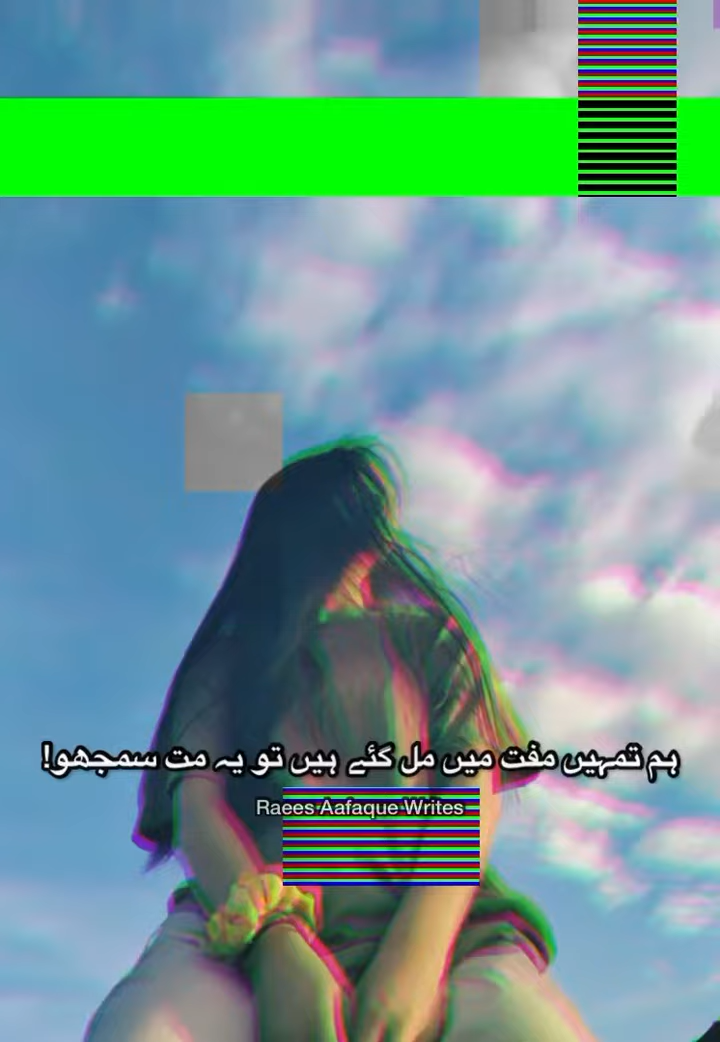 ہم تمہیں مفت میں مل گئے ہیں تو یہ مت سمجھو!
Raees Aafaque Writes